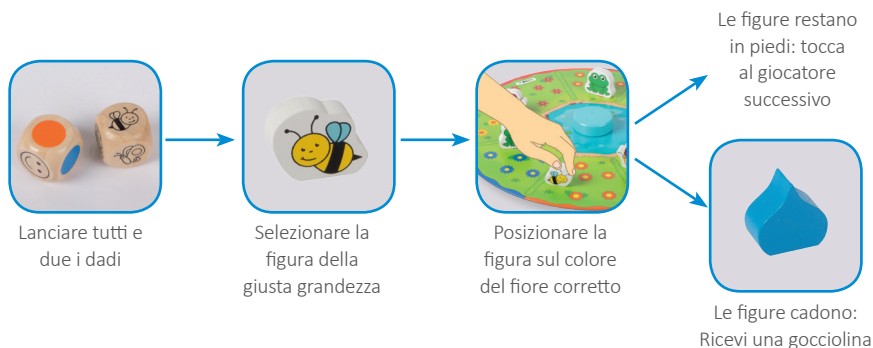 Lanciare tutti e
due i dadi
Selezionare la
figura della
giusta grandezza
Posizionare la
figura sul colore
del fiore corretto
Le figure restano
in piedi: tocca
al giocatore
successivo
Le figure cadono:
Ricevi una gocciolina